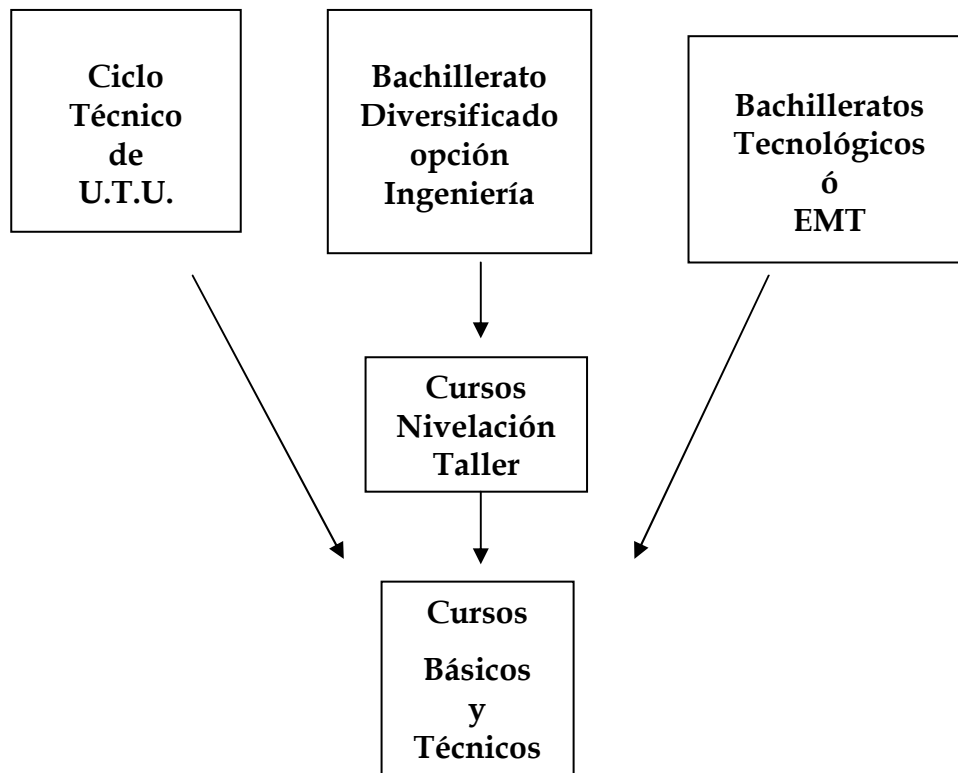 Ciclo
Técnico
de
U.T.U.
Bachillerato
Diversificado
opción
Ingeniería
Bachilleratos
Tecnológicos
ó
EMT
Cursos
Nivelación
Taller
Cursos
Básicos
y
Técnicos